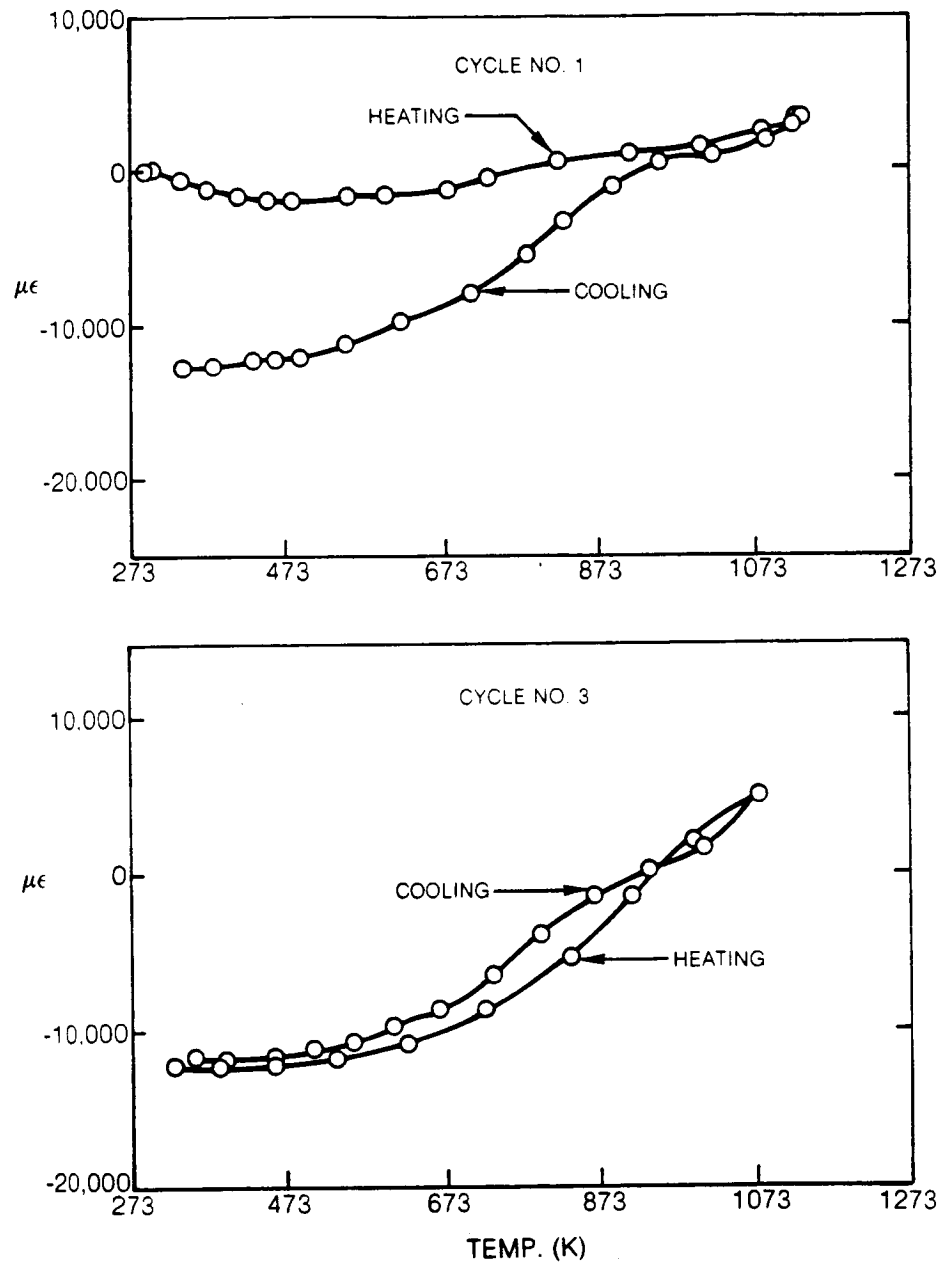 10,000
CYCLE NO. 1
HEATING
0
με
COOLING
-10,000
-20.000
273 473 673 873 1073 1273
CYCLE NO. 3
10.000
με
0
COOLING
HEATING
-10,000
-20,000
273 473 673 873 1073 1273
TEMP. (K)